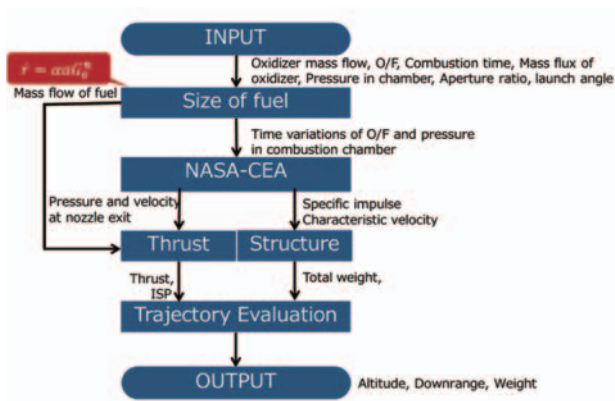 INPUT
Oxidizer mass flow, O/F, Combustion time, Mass flux of
oxidizer, Pressure in chamber, Aperture ratio, launch angle
Mass flow of fuel
Size of fuel
Time variations of O/F and pressure
in combustion chamber
NASA-CEA
Pressure and velocity
at nozzle exit
Specific impulse
Characteristic velocity
Thrust
Structure
Thrust,
ISP
Total weight,
Trajectory Evaluation
OUTPUT
Altitude, Downrange, Weight